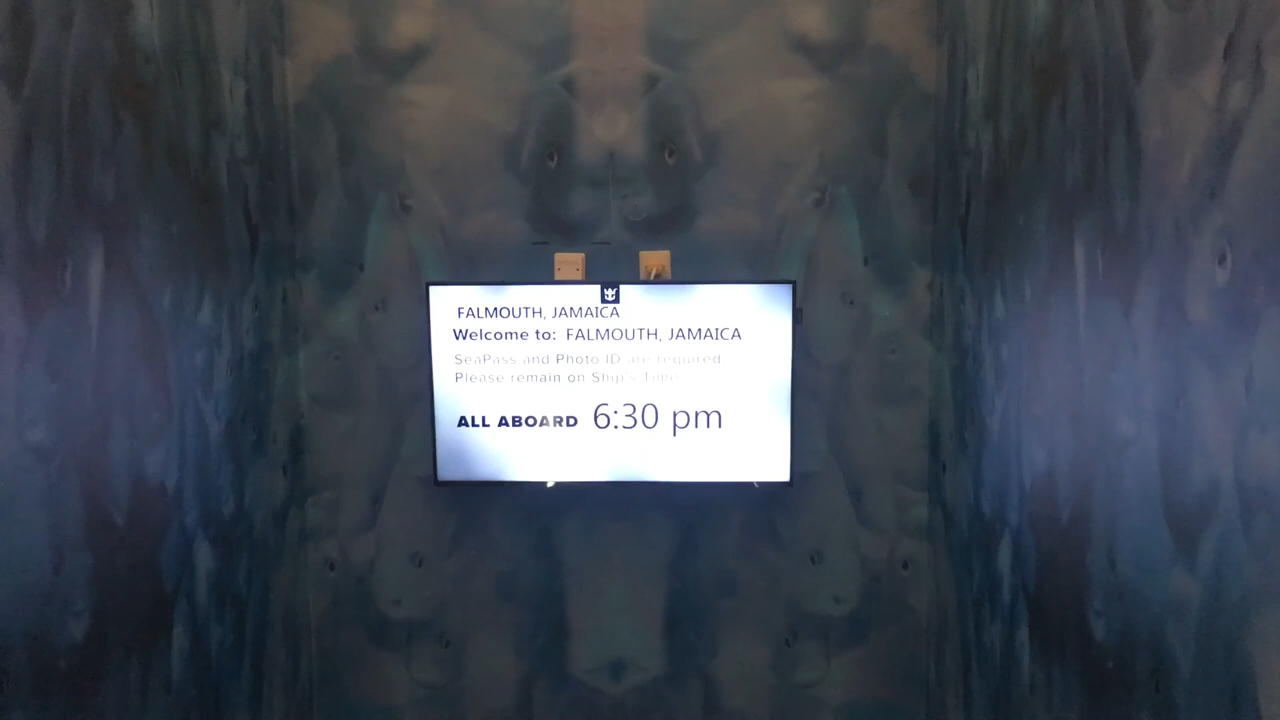 FALMOUTH, JAMAICA
Welcome to: FALMOUTH, JAMAICA
SeaPass and Photo ID are required
Please remain on Ship's Time
ALL ABOARD 6:30 pm